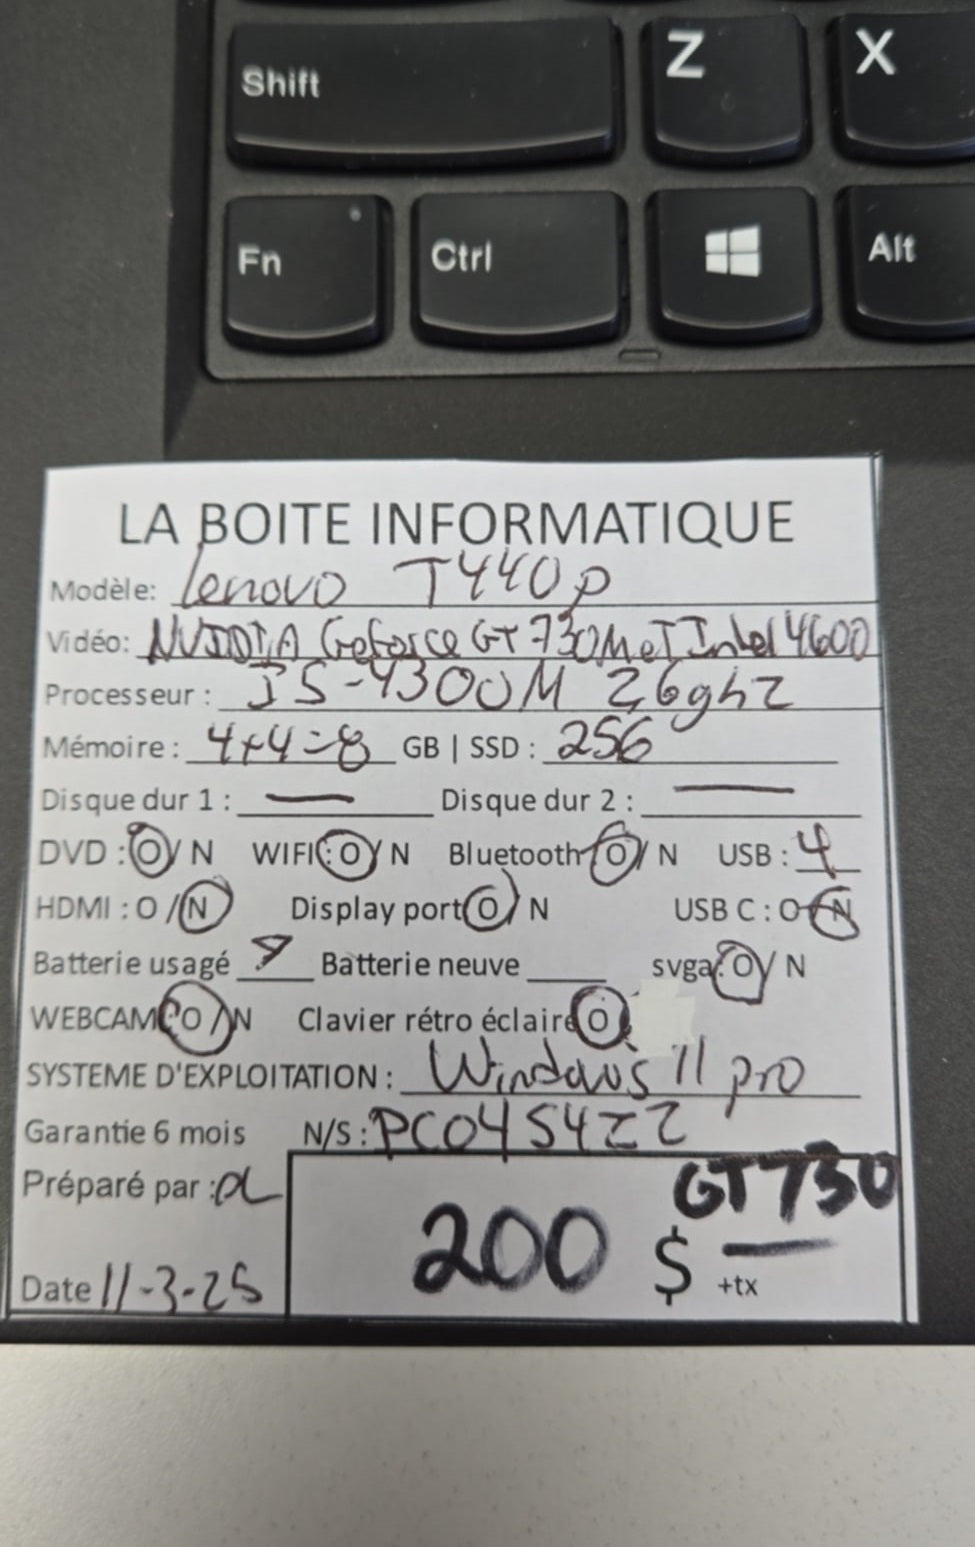 Shift Z X
Fn Ctrl Alt
LA BOITE INFORMATIQUE
Modèle: Lenovo T440p
Vidéo: NVIDIA GeForce GT 730M eT Intel 4600
Processeur : I5-4300M 2,6ghz
Mémoire : 4+4=8 GB | SSD : 256
Disque dur 1 : — Disque dur 2 : —
DVD : O / N WIFI : O / N Bluetooth O / N USB : 4
HDMI : O / N Display port O / N USB C : O N
Batterie usagé Batterie neuve svga: O / N
WEBCAM: O / N Clavier rétro éclairé O
SYSTEME D'EXPLOITATION : Windows 11 pro
Garantie 6 mois N/S : PC04S4ZZ
Préparé par : GT730
200 $ +tx
Date 11-3-25